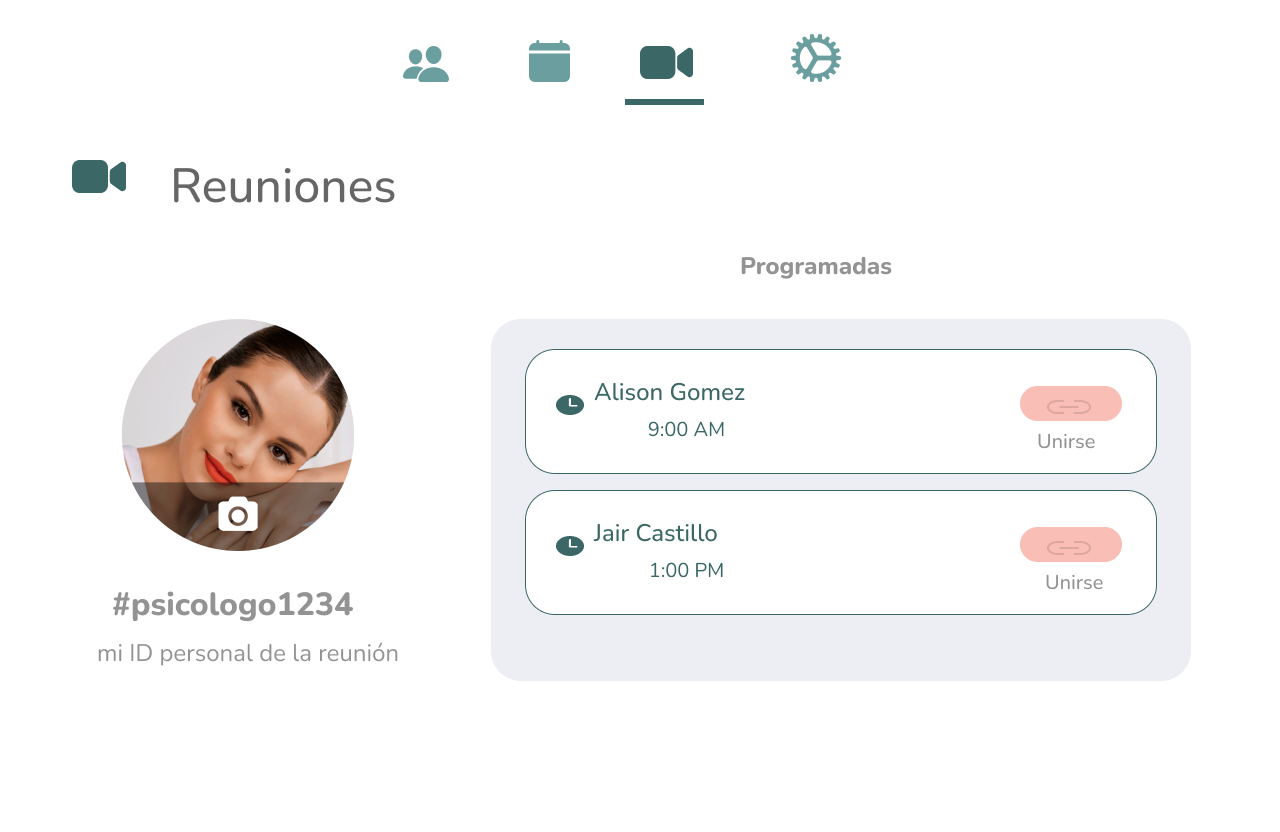 Reuniones
Programadas
Alison Gomez
9:00 AM
Unirse
Jair Castillo
1:00 PM
Unirse
#psicologo1234
mi ID personal de la reunión